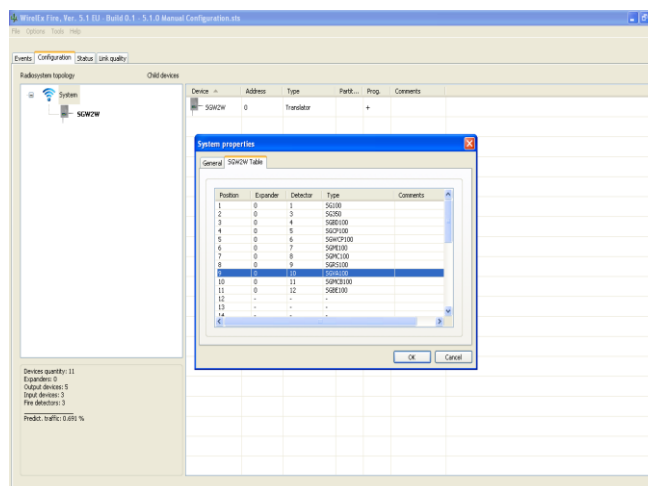 WirelEx Fire, Ver. 5.1 EU - Build 0.1 - 5.1.0 Manual Configuration.sts
File Options Tools Help
Events Configuration Status Link quality
Radiosystem topology Child devices
System
SGW2W
Device Address Type Partit... Prog. Comments
SGW2W 0 Translator +
System properties
General SGW2W Table
Position Expander Detector Type Comments
1 0 1 SG100
2 0 3 SG350
3 0 4 SGBD100
4 0 5 SGCP100
5 0 6 SGWCP100
6 0 7 SGMI100
7 0 8 SGMC100
8 0 9 SGRS100
9 0 10
10 0 11 SGMCB100
11 0 12 SGBE100
12 - - -
13 - - -
14 - - -
OK Cancel
Devices quantity: 11
Expanders: 0
Output devices: 5
Input devices: 3
Fire detectors: 3
Predict. traffic: 0.691 %